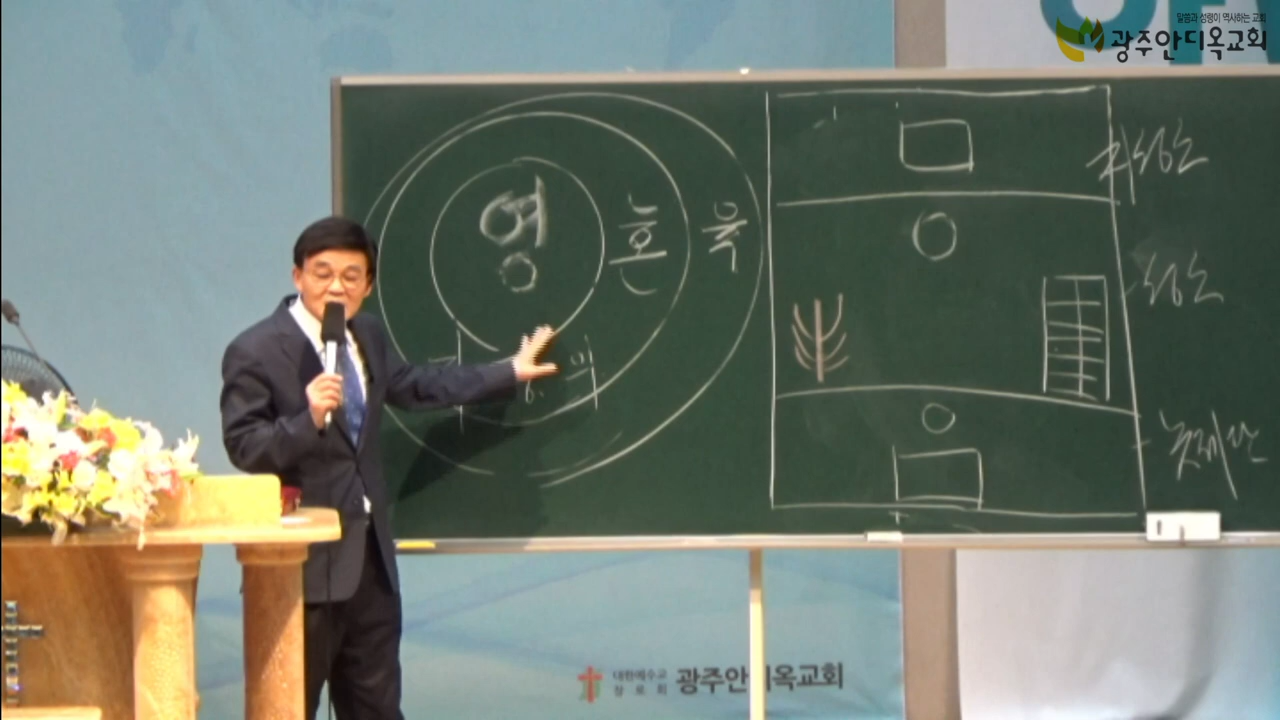 말씀과 성령이 역사하는 교회
광주안디옥교회
영
혼
육
지
의
지성소
성소
놋제단
대한예수교
장로회
광주안디옥교회